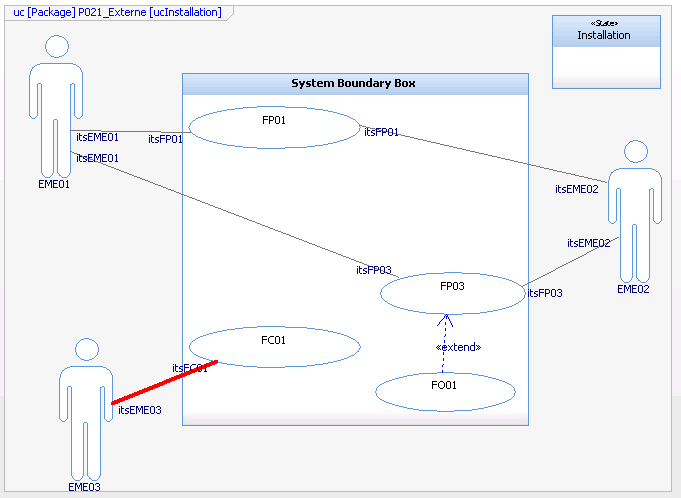 uc [Package] P021_Externe [ucInstallation]
«State»
Installation
System Boundary Box
FP01
itsEME01
itsFP01
itsFP01
itsEME01
EME01
itsEME02
itsEME02
EME02
itsFP03
FP03
itsFP03
FC01
«extend»
itsFC01
FO01
itsEME03
EME03